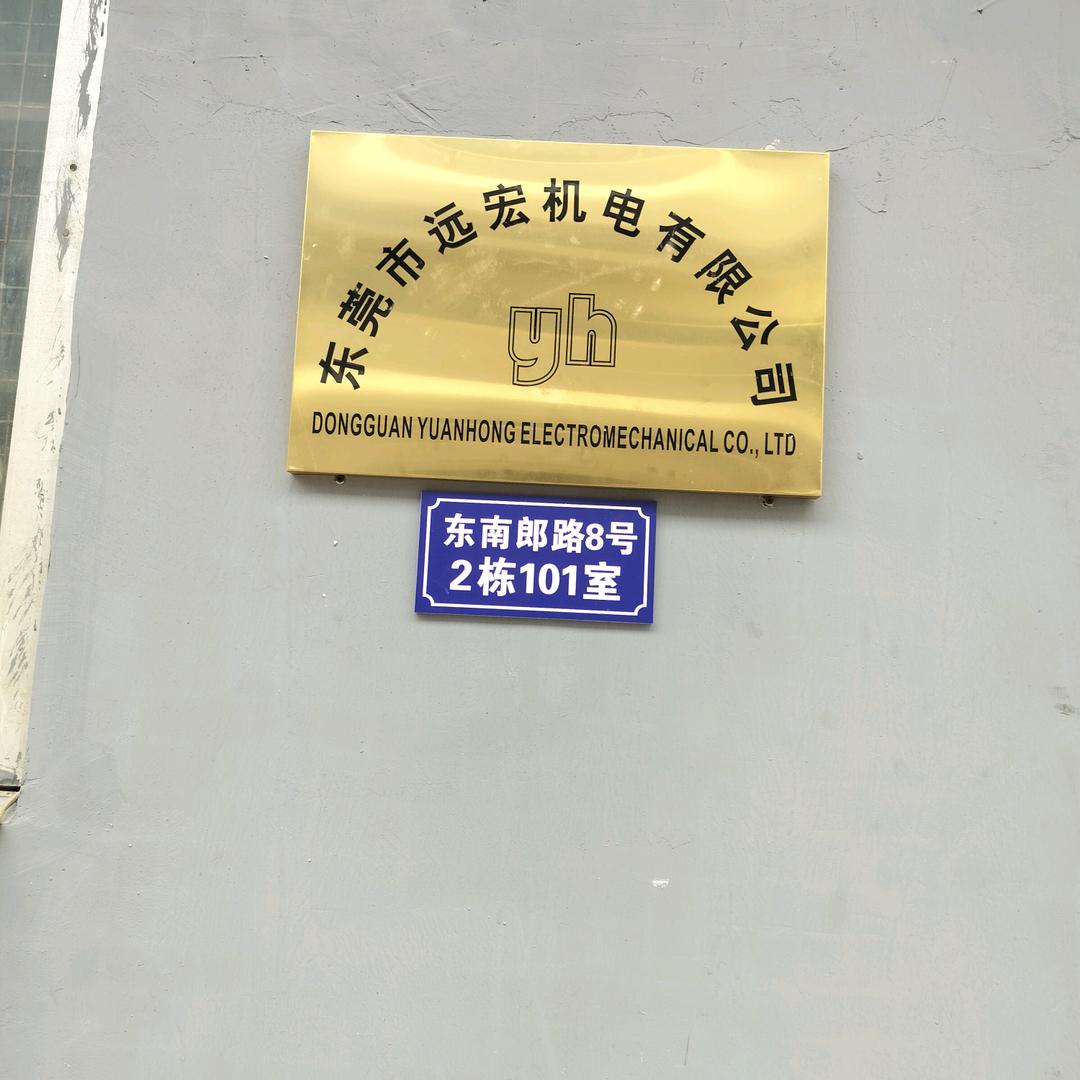 东莞市远宏机电有限公司
yh
DONGGUAN YUANHONG ELECTROMECHANICAL CO., LTD
东南郎路8号
2栋101室